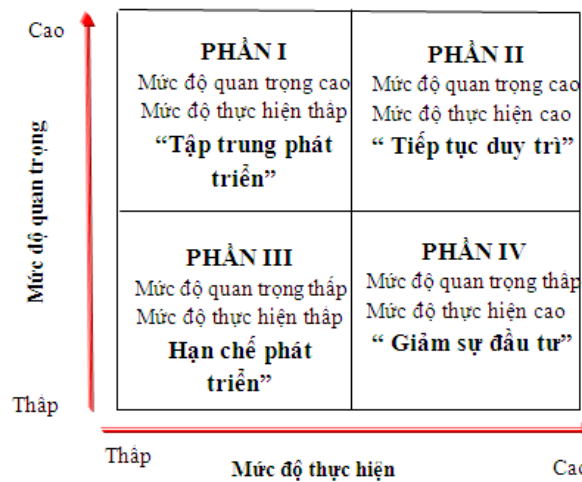 Cao
PHẦN I
Mức độ quan trọng cao
Mức độ thực hiện thấp
“Tập trung phát
triển”
PHẦN II
Mức độ quan trọng cao
Mức độ thực hiện cao
“ Tiếp tục duy trì”
Mức độ quan trọng
PHẦN III
Mức độ quan trọng thấp
Mức độ thực hiện thấp
Hạn chế phát
triển”
PHẦN IV
Mức độ quan trọng thấp
Mức độ thực hiện cao
“ Giảm sự đầu tư”
Thấp
Thấp
Mức độ thực hiện
Cao